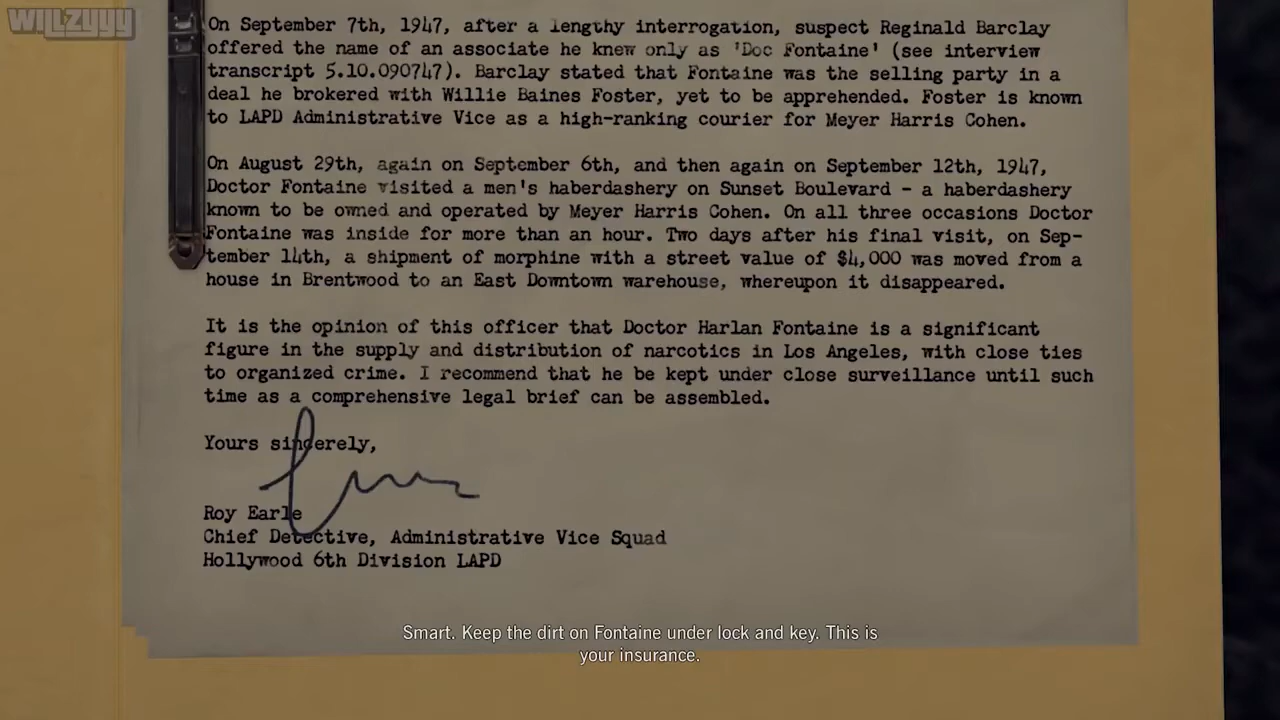 WiLLzyyy
On September 7th, 1947, after a lengthy interrogation, suspect Reginald Barclay
offered the name of an associate he knew only as 'Doc Fontaine' (see interview
transcript 5.10.090747). Barclay stated that Fontaine was the selling party in a
deal he brokered with Willie Baines Foster, yet to be apprehended. Foster is known
to LAPD Administrative Vice as a high-ranking courier for Meyer Harris Cohen.
On August 29th, again on September 6th, and then again on September 12th, 1947,
Doctor Fontaine visited a men's haberdashery on Sunset Boulevard - a haberdashery
known to be owned and operated by Meyer Harris Cohen. On all three occasions Doctor
Fontaine was inside for more than an hour. Two days after his final visit, on Sep-
tember 14th, a shipment of morphine with a street value of $4,000 was moved from a
house in Brentwood to an East Downtown warehouse, whereupon it disappeared.
It is the opinion of this officer that Doctor Harlan Fontaine is a significant
figure in the supply and distribution of narcotics in Los Angeles, with close ties
to organized crime. I recommend that he be kept under close surveillance until such
time as a comprehensive legal brief can be assembled.
Yours sincerely,
Roy Earle
Chief Detective, Administrative Vice Squad
Hollywood 6th Division LAPD
Smart. Keep the dirt on Fontaine under lock and key. This is
your insurance.